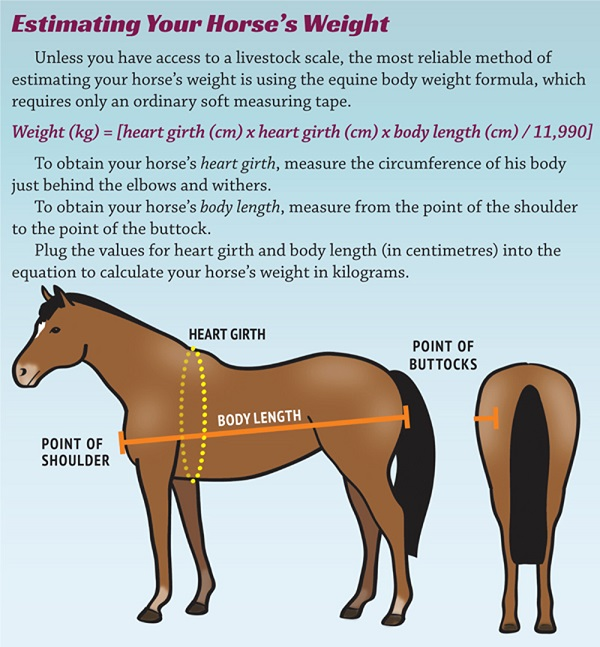 Estimating Your Horse’s Weight
Unless you have access to a livestock scale, the most reliable method of
estimating your horse’s weight is using the equine body weight formula, which
requires only an ordinary soft measuring tape.
Weight (kg) = [heart girth (cm) x heart girth (cm) x body length (cm) / 11,990]
To obtain your horse’s heart girth, measure the circumference of his body
just behind the elbows and withers.
To obtain your horse’s body length, measure from the point of the shoulder
to the point of the buttock.
Plug the values for heart girth and body length (in centimetres) into the
equation to calculate your horse’s weight in kilograms.
HEART GIRTH
POINT OF
BUTTOCKS
BODY LENGTH
POINT OF
SHOULDER